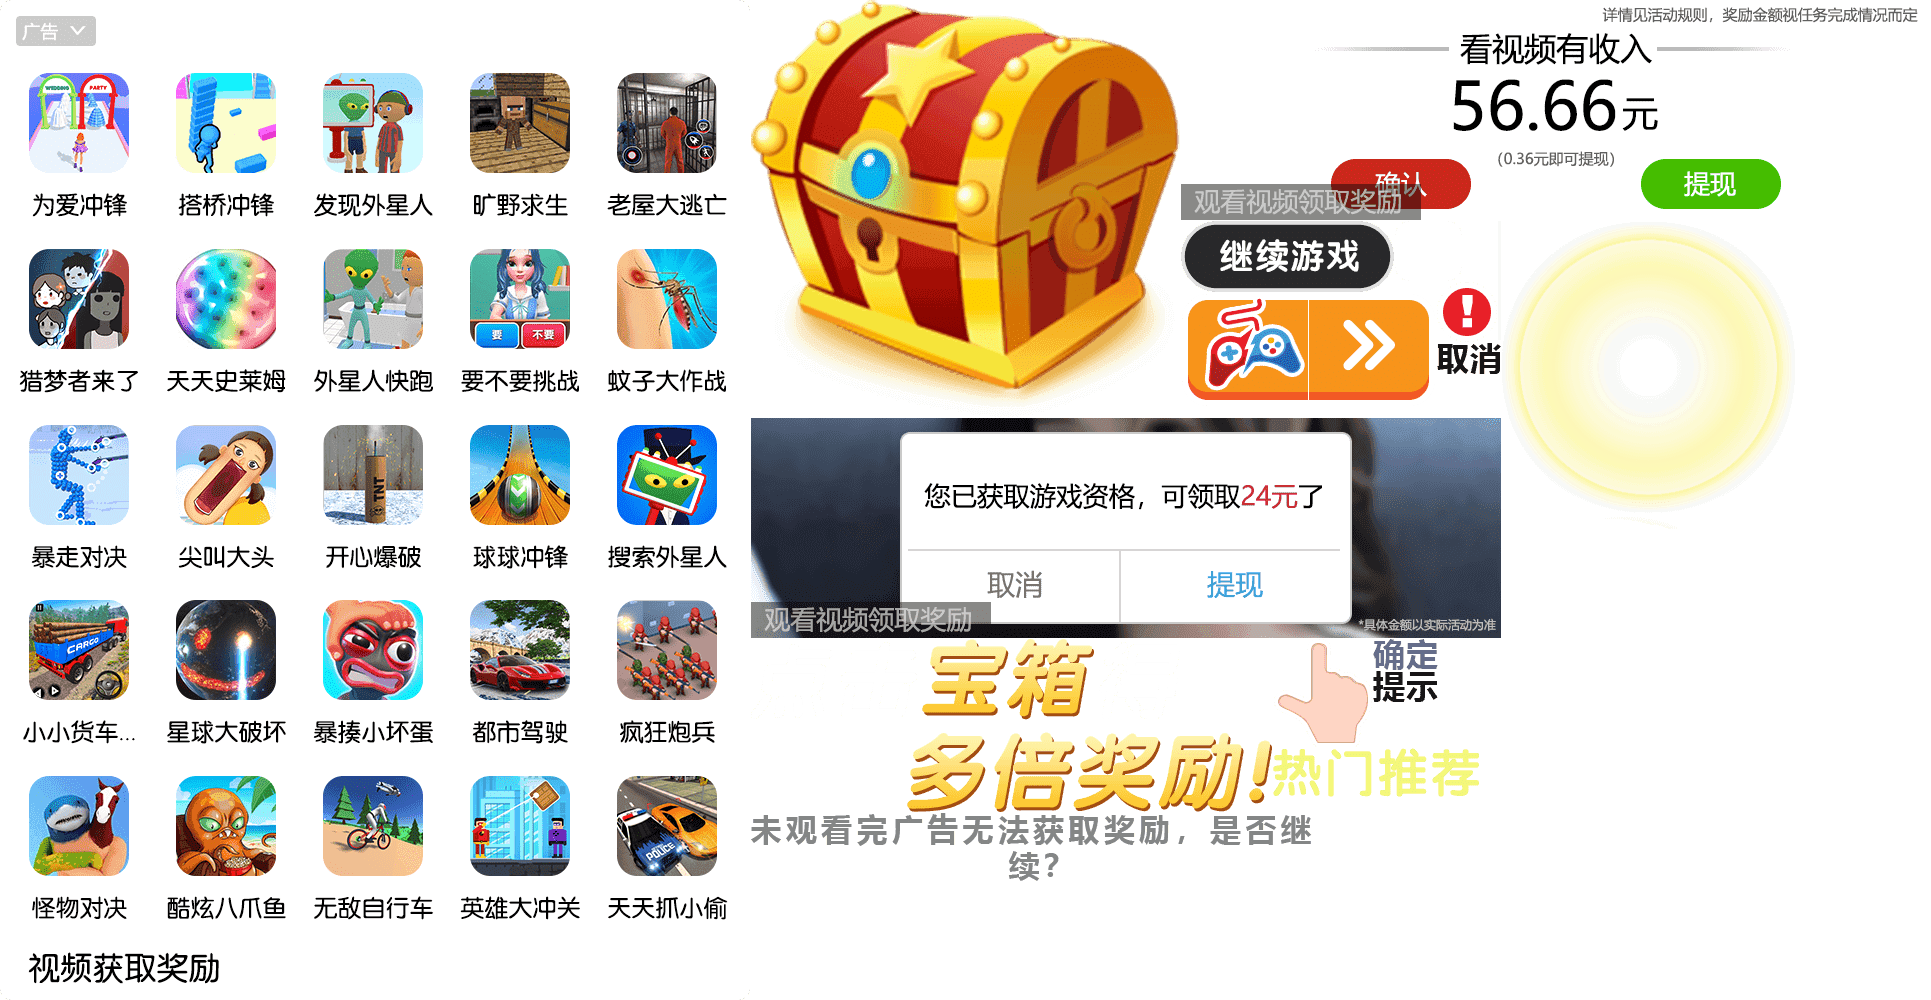 广告
WEDDING
PARTY
为爱冲锋
搭桥冲锋
发现外星人
旷野求生
老屋大逃亡
要
不要
猎梦者来了
天天史莱姆
外星人快跑
要不要挑战
蚊子大作战
TNT
暴走对决
尖叫大头
开心爆破
球球冲锋
搜索外星人
CARGO
小小货车...
星球大破坏
暴揍小坏蛋
都市驾驶
疯狂炮兵
POLICE
怪物对决
酷炫八爪鱼
无敌自行车
英雄大冲关
天天抓小偷
视频获取奖励
详情见活动规则，奖励金额视任务完成情况而定
看视频有收入
56.66元
(0.36元即可提现)
确认
提现
观看视频领取奖励
继续游戏
取消
您已获取游戏资格，可领取24元了
取消
提现
观看视频领取奖励
*具体金额以实际活动为准
确定
提示
宝箱
多倍奖励!
热门推荐
未观看完广告无法获取奖励，是否继
续?